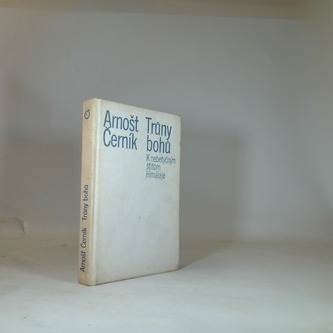 Arnošt Trůny
Černík bohů
K nebetyčným
štítům
Himálaje
Arnošt Černík Trůny bohů